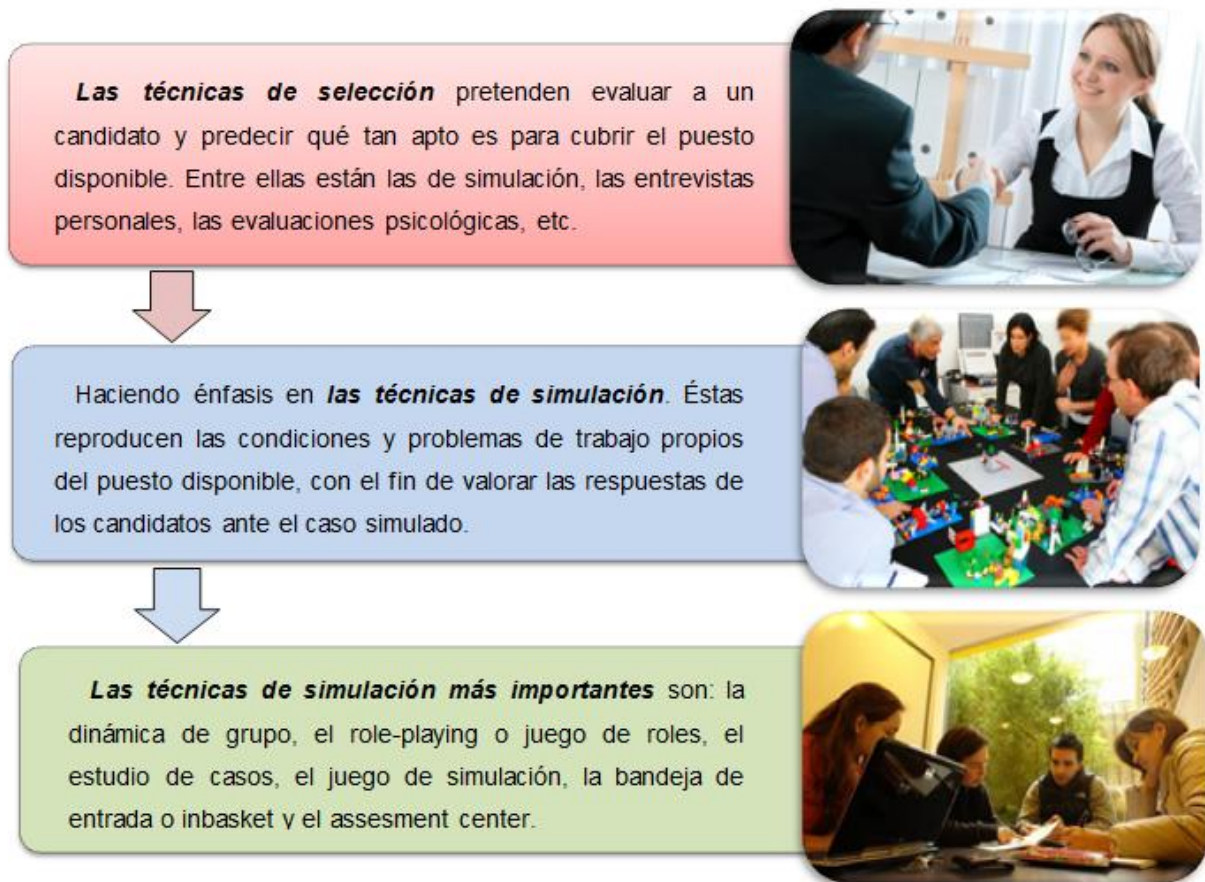 Las técnicas de selección pretenden evaluar a un
candidato y predecir qué tan apto es para cubrir el puesto
disponible. Entre ellas están las de simulación, las entrevistas
personales, las evaluaciones psicológicas, etc.
Haciendo énfasis en las técnicas de simulación. Éstas
reproducen las condiciones y problemas de trabajo propios
del puesto disponible, con el fin de valorar las respuestas de
los candidatos ante el caso simulado.
Las técnicas de simulación más importantes son: la
dinámica de grupo, el role-playing o juego de roles, el
estudio de casos, el juego de simulación, la bandeja de
entrada o inbasket y el assesment center.